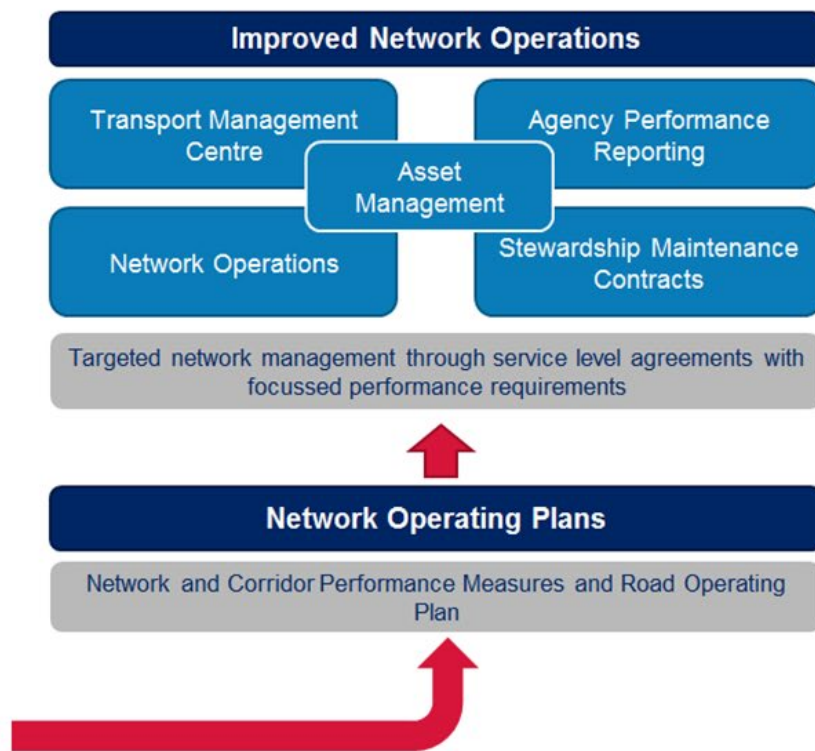 Improved Network Operations
Transport Management
Centre
Agency Performance
Reporting
Asset
Management
Network Operations
Stewardship Maintenance
Contracts
Targeted network management through service level agreements with
focussed performance requirements
Network Operating Plans
Network and Corridor Performance Measures and Road Operating
Plan